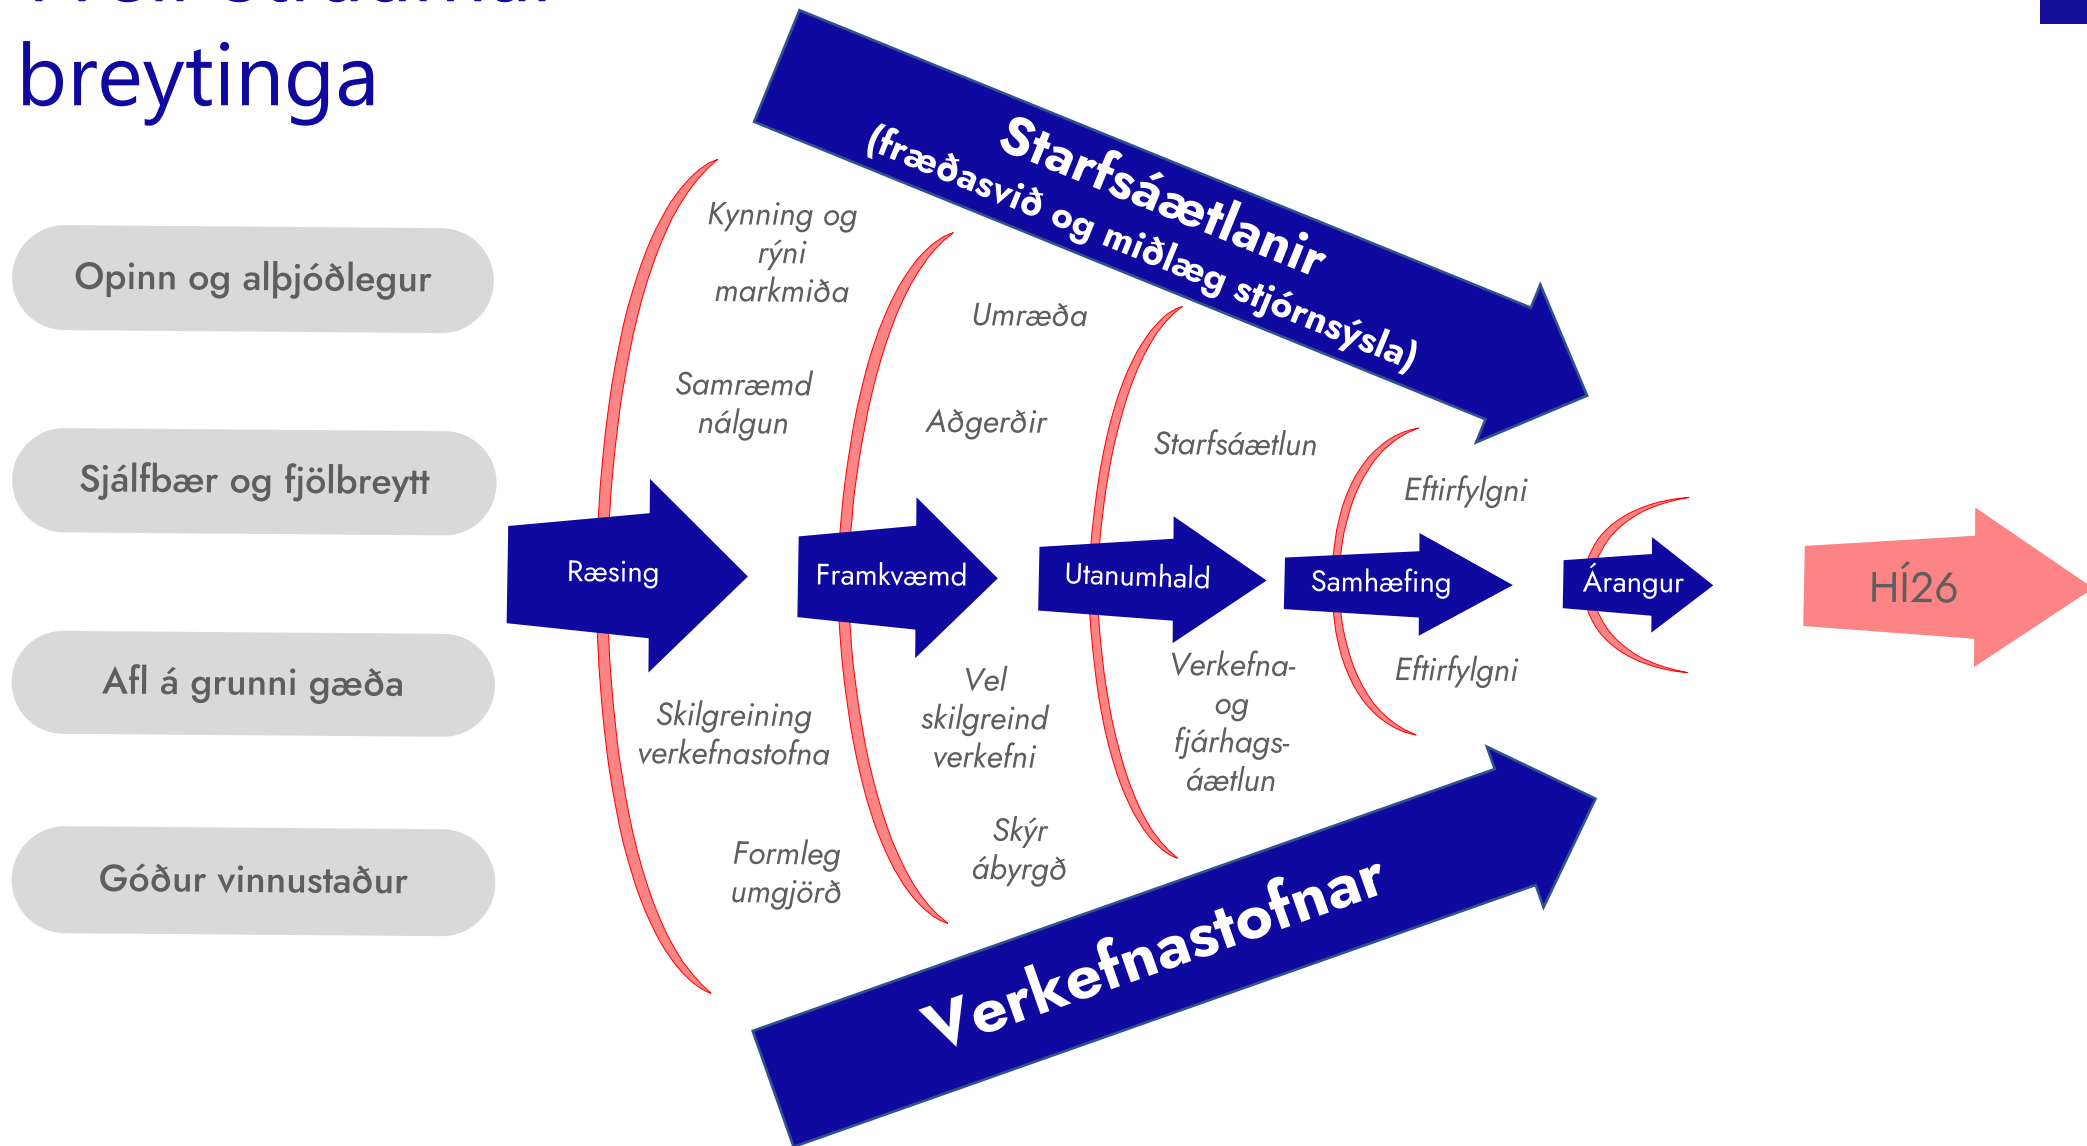 breytinga
Opinn og alþjóðlegur
Sjálfbær og fjölbreytt
Afl á grunni gæða
Góður vinnustaður
Starfsáætlanir
(fræðasvið og miðlæg stjórnsýsla)
Kynning og
rýni
markmiða
Samræmd
nálgun
Umræða
Aðgerðir
Starfsáætlun
Eftirfylgni
Ræsing
Framkvæmd
Utanumhald
Samhæfing
Árangur
HÍ26
Skilgreining
verkefnastofna
Formleg
umgjörð
Vel
skilgreind
verkefni
Skýr
ábyrgð
Verkefna-
og
fjárhags-
áætlun
Eftirfylgni
Verkefnastofnar